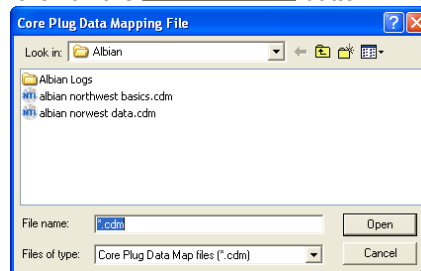 Core Plug Data Mapping File
Look in: Albian
Albian Logs
albian northwest basics.cdm
albian norwest data.cdm
File name: *.cdm Open
Files of type: Core Plug Data Map files (*.cdm) Cancel